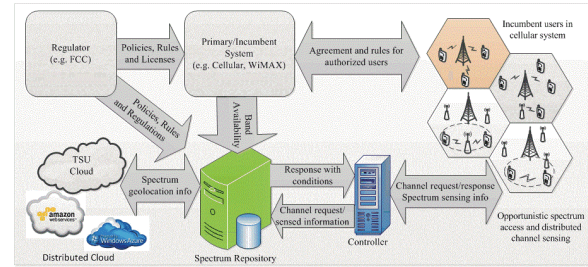 Regulator
(e.g. FCC)
Policies, Rules
and Licenses
Primary/Incumbent
System
(e.g. Cellular, WiMAX)
Agreement and rules for
authorized users
Incumbent users in
cellular system
Policies, Rules
and Regulations
Band
Availability
TSU
Cloud
Spectrum
geolocation info
Response with
conditions
Channel request/
sensed information
Channel request/response
Spectrum sensing info
amazon
webservices
Windows Azure
Distributed Cloud
Spectrum Repository
Controller
Opportunistic spectrum
access and distributed
channel sensing